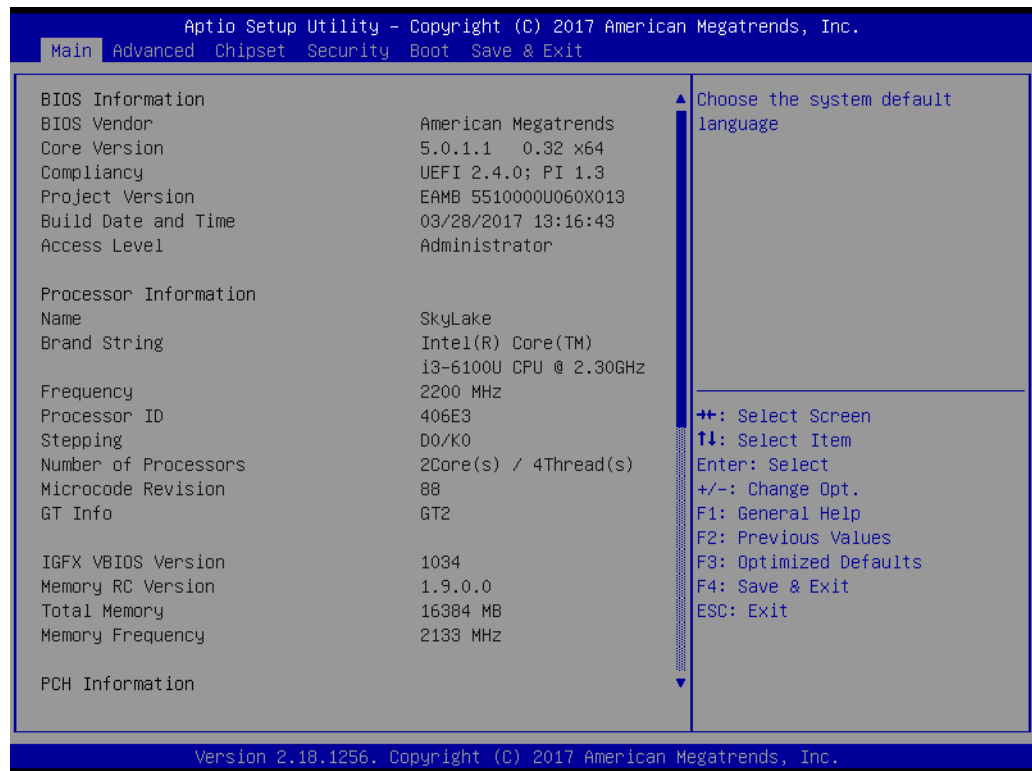 Aptio Setup Utility – Copyright (C) 2017 American Megatrends, Inc.
Main Advanced Chipset Security Boot Save & Exit
BIOS Information
BIOS Vendor American Megatrends
Core Version 5.0.1.1 0.32 x64
Compliancy UEFI 2.4.0; PI 1.3
Project Version EAMB 5510000U060X013
Build Date and Time 03/28/2017 13:16:43
Access Level Administrator
Processor Information
Name SkyLake
Brand String Intel(R) Core(TM)
i3-6100U CPU @ 2.30GHz
Frequency 2200 MHz
Processor ID 406E3
Stepping D0/K0
Number of Processors 2Core(s) / 4Thread(s)
Microcode Revision 88
GT Info GT2
IGFX VBIOS Version 1034
Memory RC Version 1.9.0.0
Total Memory 16384 MB
Memory Frequency 2133 MHz
PCH Information
Choose the system default
language
→←: Select Screen
↑↓: Select Item
Enter: Select
+/-: Change Opt.
F1: General Help
F2: Previous Values
F3: Optimized Defaults
F4: Save & Exit
ESC: Exit
Version 2.18.1256. Copyright (C) 2017 American Megatrends, Inc.